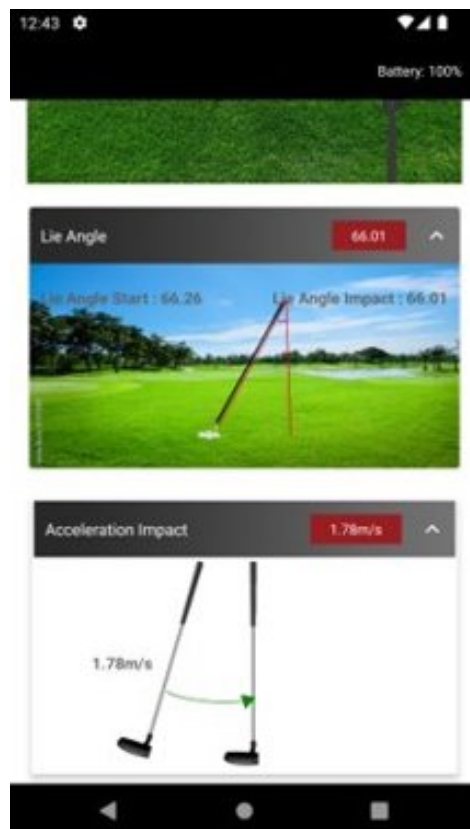 12:43
Battery: 100%
Lie Angle
66.01
Lie Angle Start : 66.26
Lie Angle Impact : 66.01
Acceleration Impact
1.78m/s
1.78m/s